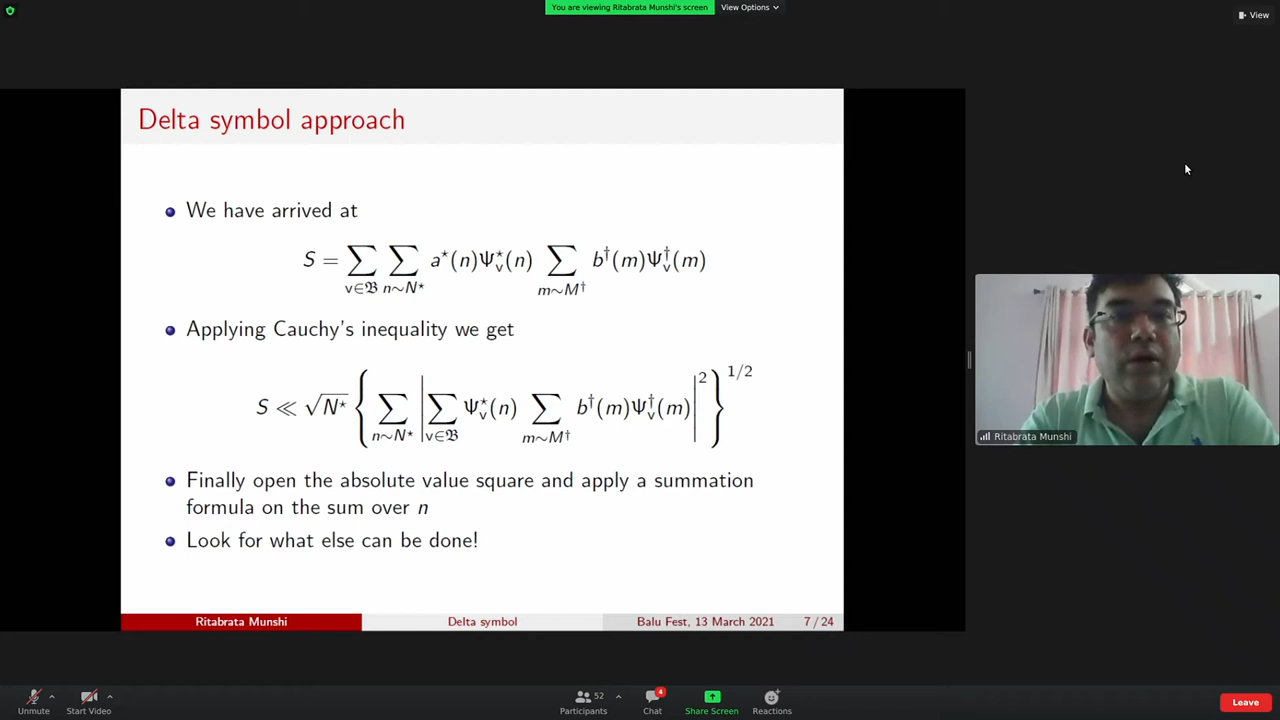 You are viewing Ritabrata Munshi's screen
View Options
View
Delta symbol approach
We have arrived at
S = ∑_{v∈𝔅} ∑_{n∼N⋆} a⋆(n)Ψ⋆_v(n) ∑_{m∼M†} b†(m)Ψ†_v(m)
Applying Cauchy's inequality we get
S ≪ √N⋆ { ∑_{n∼N⋆} | ∑_{v∈𝔅} Ψ⋆_v(n) ∑_{m∼M†} b†(m)Ψ†_v(m) |² }^{1/2}
Finally open the absolute value square and apply a summation
formula on the sum over n
Look for what else can be done!
Ritabrata Munshi
Delta symbol
Balu Fest, 13 March 2021
7 / 24
Ritabrata Munshi
Unmute
Start Video
52
Participants
4
Chat
Share Screen
Reactions
Leave